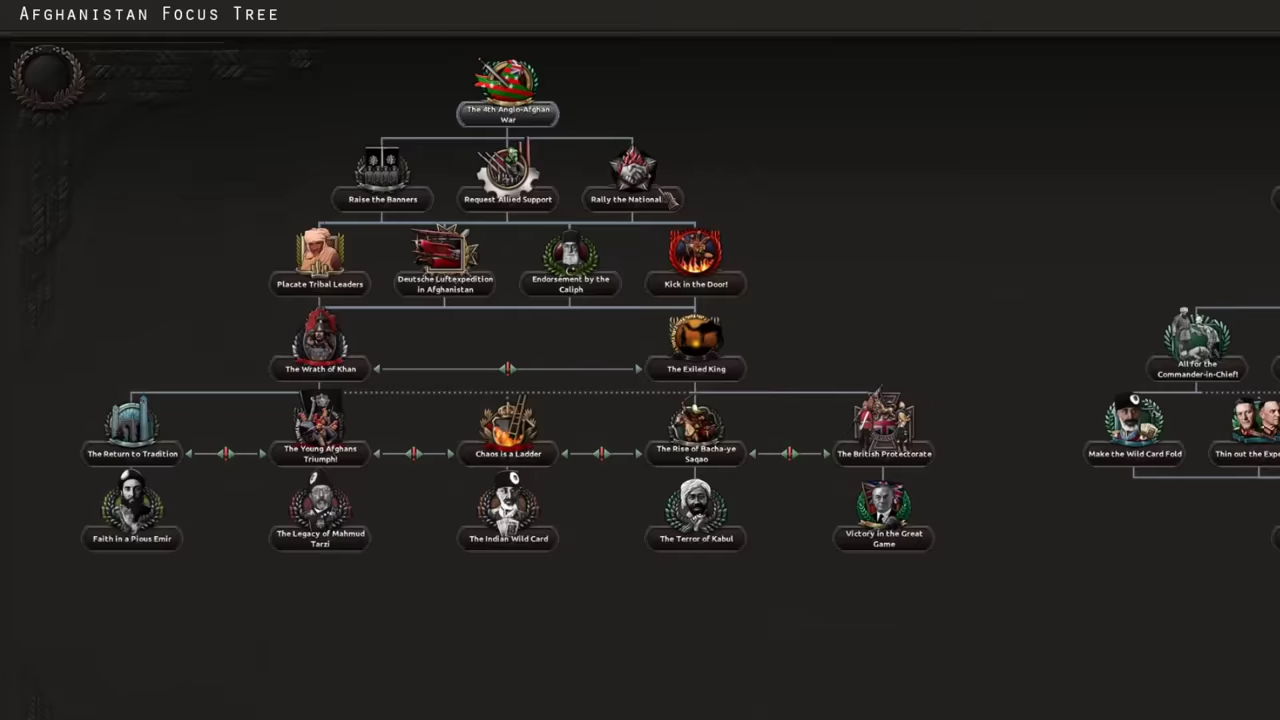 Afghanistan Focus Tree
The 4th Anglo-Afghan
War
Raise the Banners
Request Allied Support
Rally the National...
Placate Tribal Leaders
Deutsche Luftexpedition
in Afghanistan
Endorsement by the
Caliph
Kick in the Door!
The Wrath of Khan
The Exiled King
All for the
Commander-in-Chief!
The Return to Tradition
The Young Afghans
Triumph!
Chaos is a Ladder
The Rise of Bacha-ye
Saqao
The British Protectorate
Make the Wild Card Fold
Thin out the Expe
Faith in a Pious Emir
The Legacy of Mahmud
Tarzi
The Indian Wild Card
The Terror of Kabul
Victory in the Great
Game